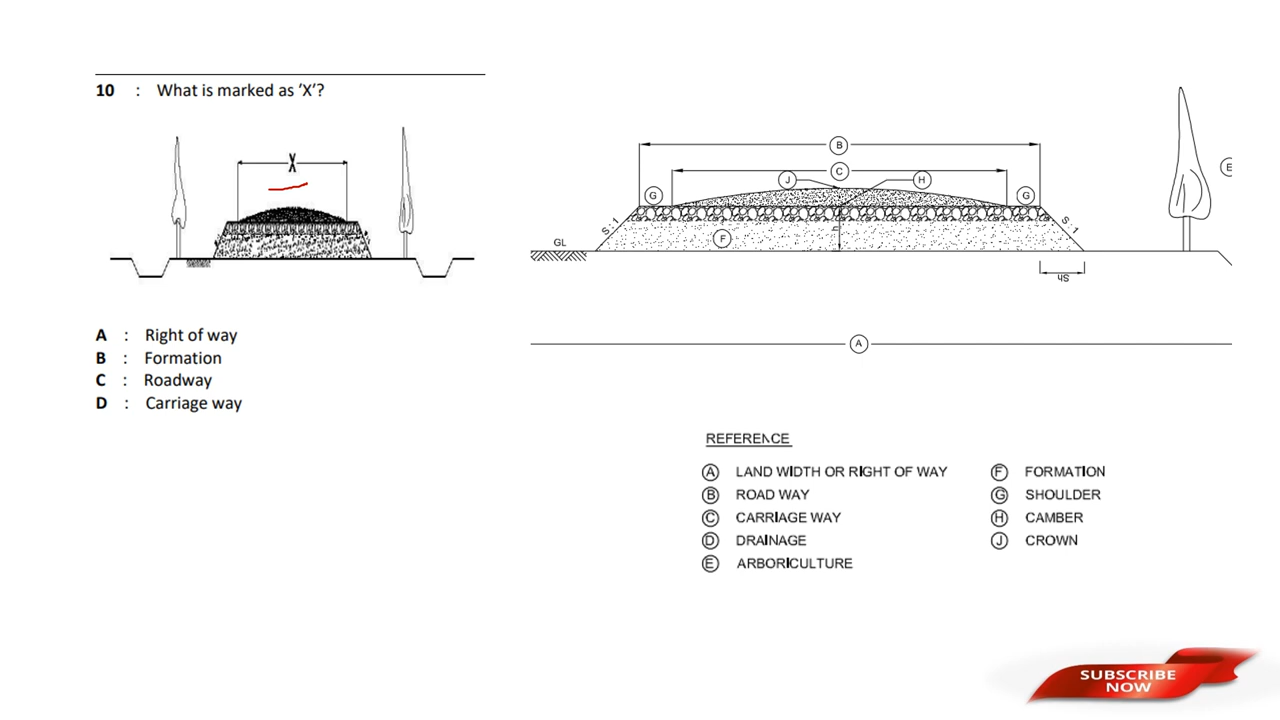 10 : What is marked as ‘X’?
X
A : Right of way
B : Formation
C : Roadway
D : Carriage way
B
C
J H
G G
S:1 S:1
F h
GL
hS
E
A
REFERENCE
A LAND WIDTH OR RIGHT OF WAY
B ROAD WAY
C CARRIAGE WAY
D DRAINAGE
E ARBORICULTURE
F FORMATION
G SHOULDER
H CAMBER
J CROWN
SUBSCRIBE
NOW